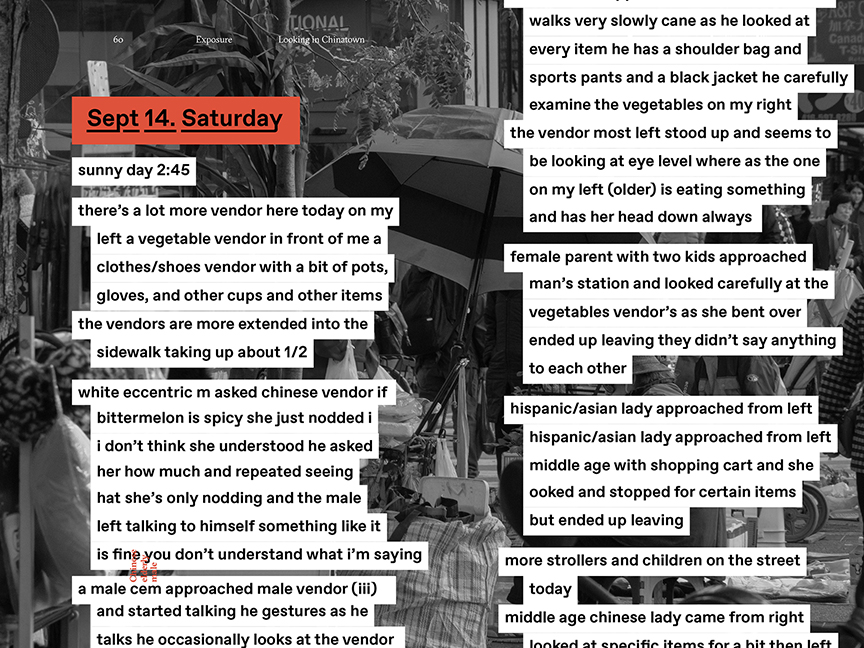 60
Exposure
Looking in Chinatown
TIONAL
Sept 14. Saturday
sunny day 2:45
there's a lot more vendor here today on my
left a vegetable vendor in front of me a
clothes/shoes vendor with a bit of pots,
gloves, and other cups and other items
the vendors are more extended into the
sidewalk taking up about 1/2
white eccentric m asked chinese vendor if
bittermelon is spicy she just nodded i
i don't think she understood he asked
her how much and repeated seeing
hat she's only nodding and the male
left talking to himself something like it
is fine you don't understand what i'm saying
Chinese
elderly
male
a male cem approached male vendor (iii)
and started talking he gestures as he
talks he occasionally looks at the vendor
walks very slowly cane as he looked at
every item he has a shoulder bag and
sports pants and a black jacket he carefully
examine the vegetables on my right
the vendor most left stood up and seems to
be looking at eye level where as the one
on my left (older) is eating something
and has her head down always
female parent with two kids approached
man's station and looked carefully at the
vegetables vendor's as she bent over
ended up leaving they didn't say anything
to each other
hispanic/asian lady approached from left
hispanic/asian lady approached from left
middle age with shopping cart and she
ooked and stopped for certain items
but ended up leaving
more strollers and children on the street
today
middle age chinese lady came from right
looked at specific items for a bit then left